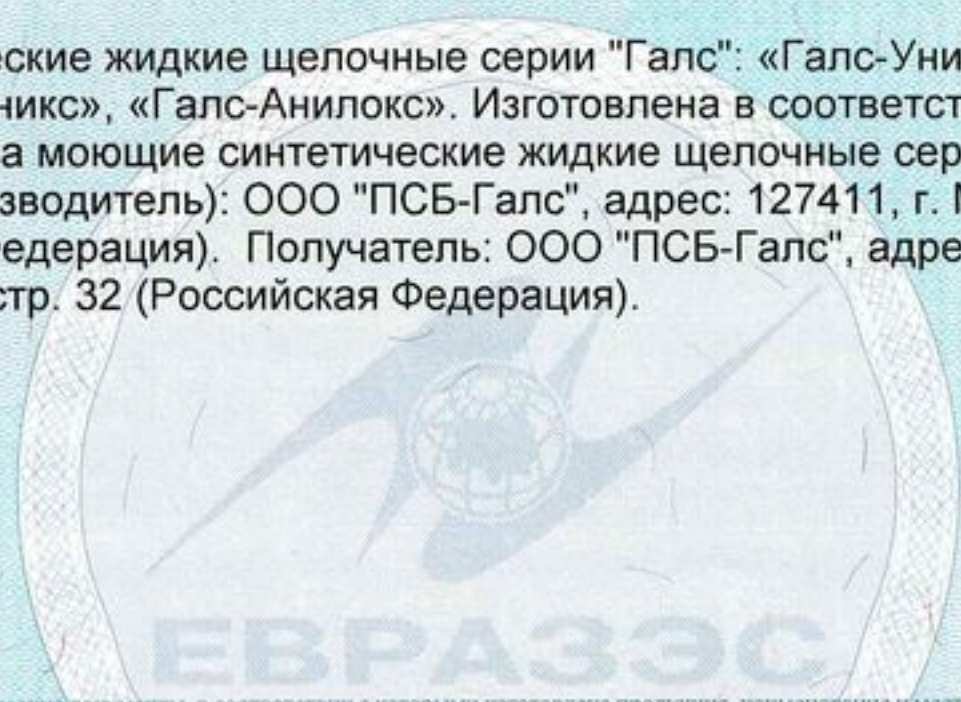 еские жидкие щелочные серии "Галс": «Галс-Уни
никс», «Галс-Анилокс». Изготовлена в соответст
а моющие синтетические жидкие щелочные сер
зводитель): ООО "ПСБ-Галс", адрес: 127411, г.
едерация). Получатель: ООО "ПСБ-Галс", адре
стр. 32 (Российская Федерация).
ЕВРАЗЭС